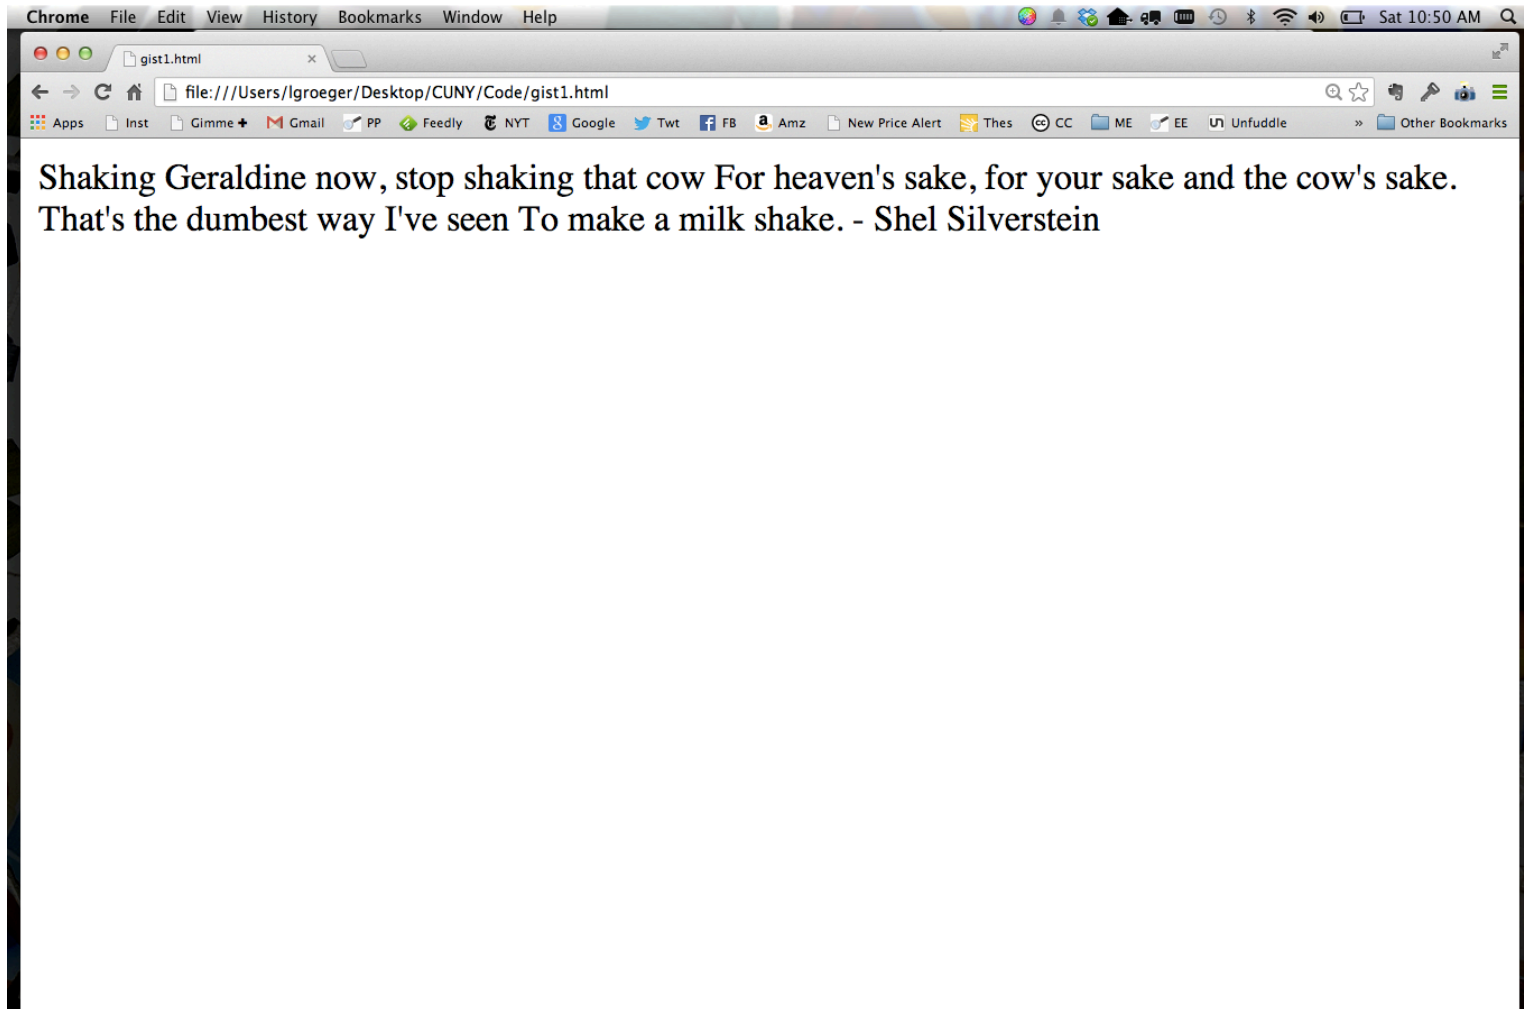 Chrome File Edit View History Bookmarks Window Help Sat 10:50 AM
gist1.html
file:///Users/lgroeger/Desktop/CUNY/Code/gist1.html
Apps Inst Gimme + Gmail PP Feedly NYT Google Twt FB Amz New Price Alert Thes CC ME EE Unfuddle » Other Bookmarks
Shaking Geraldine now, stop shaking that cow For heaven's sake, for your sake and the cow's sake.
That's the dumbest way I've seen To make a milk shake. - Shel Silverstein